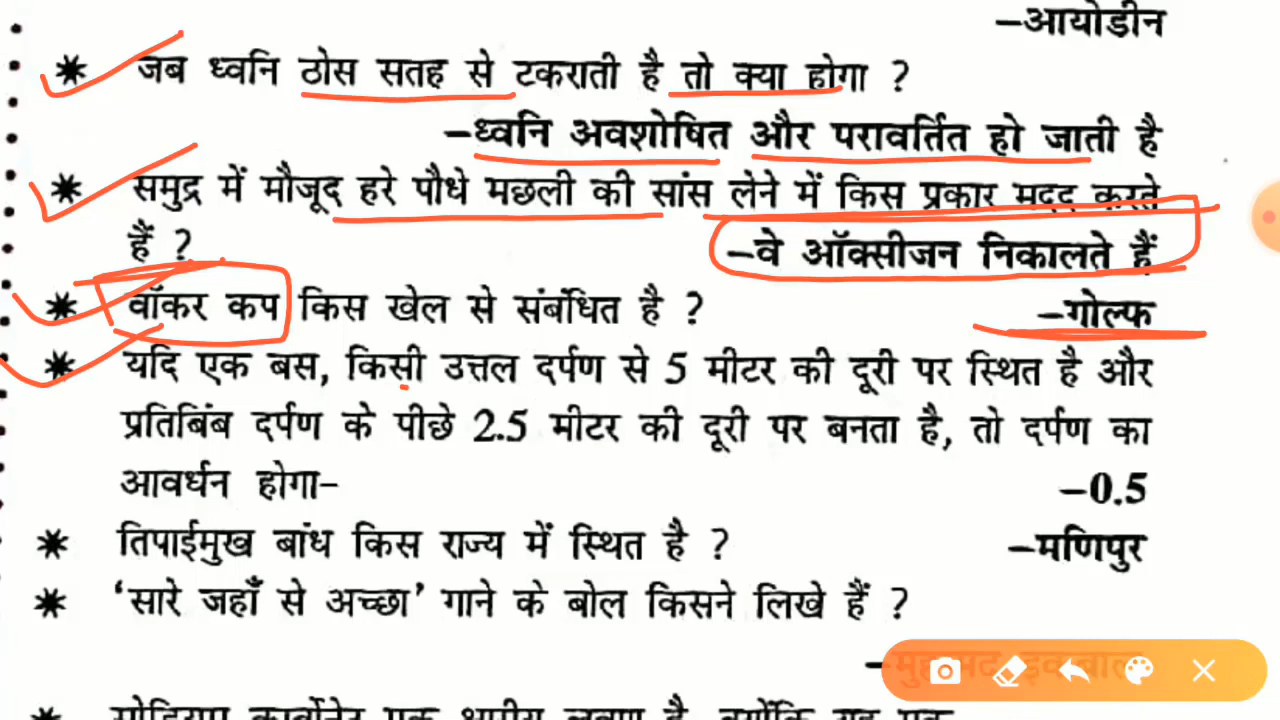 –आयोडीन
* जब ध्वनि ठोस सतह से टकराती है तो क्या होगा ?
–ध्वनि अवशोषित और परावर्तित हो जाती है
* समुद्र में मौजूद हरे पौधे मछली की सांस लेने में किस प्रकार मदद करते
हैं ?
–वे ऑक्सीजन निकालते हैं
* वॉकर कप किस खेल से संबंधित है ?
–गोल्फ
* यदि एक बस, किसी उत्तल दर्पण से 5 मीटर की दूरी पर स्थित है और
प्रतिबिंब दर्पण के पीछे 2.5 मीटर की दूरी पर बनता है, तो दर्पण का
आवर्धन होगा–
–0.5
* तिपाईमुख बांध किस राज्य में स्थित है ?
–मणिपुर
* ‘सारे जहाँ से अच्छा’ गाने के बोल किसने लिखे हैं ?